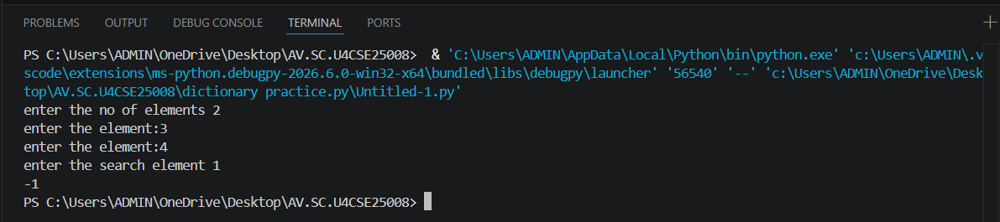 PROBLEMS OUTPUT DEBUG CONSOLE TERMINAL PORTS
PS C:\Users\ADMIN\OneDrive\Desktop\AV.SC.U4CSE25008>  & 'C:\Users\ADMIN\AppData\Local\Python\bin\python.exe' 'c:\Users\ADMIN\.v
scode\extensions\ms-python.debugpy-2026.6.0-win32-x64\bundled\libs\debugpy\launcher' '56540' '--' 'c:\Users\ADMIN\OneDrive\Desk
top\AV.SC.U4CSE25008\dictionary practice.py\Untitled-1.py'
enter the no of elements 2
enter the element:3
enter the element:4
enter the search element 1
-1
PS C:\Users\ADMIN\OneDrive\Desktop\AV.SC.U4CSE25008>